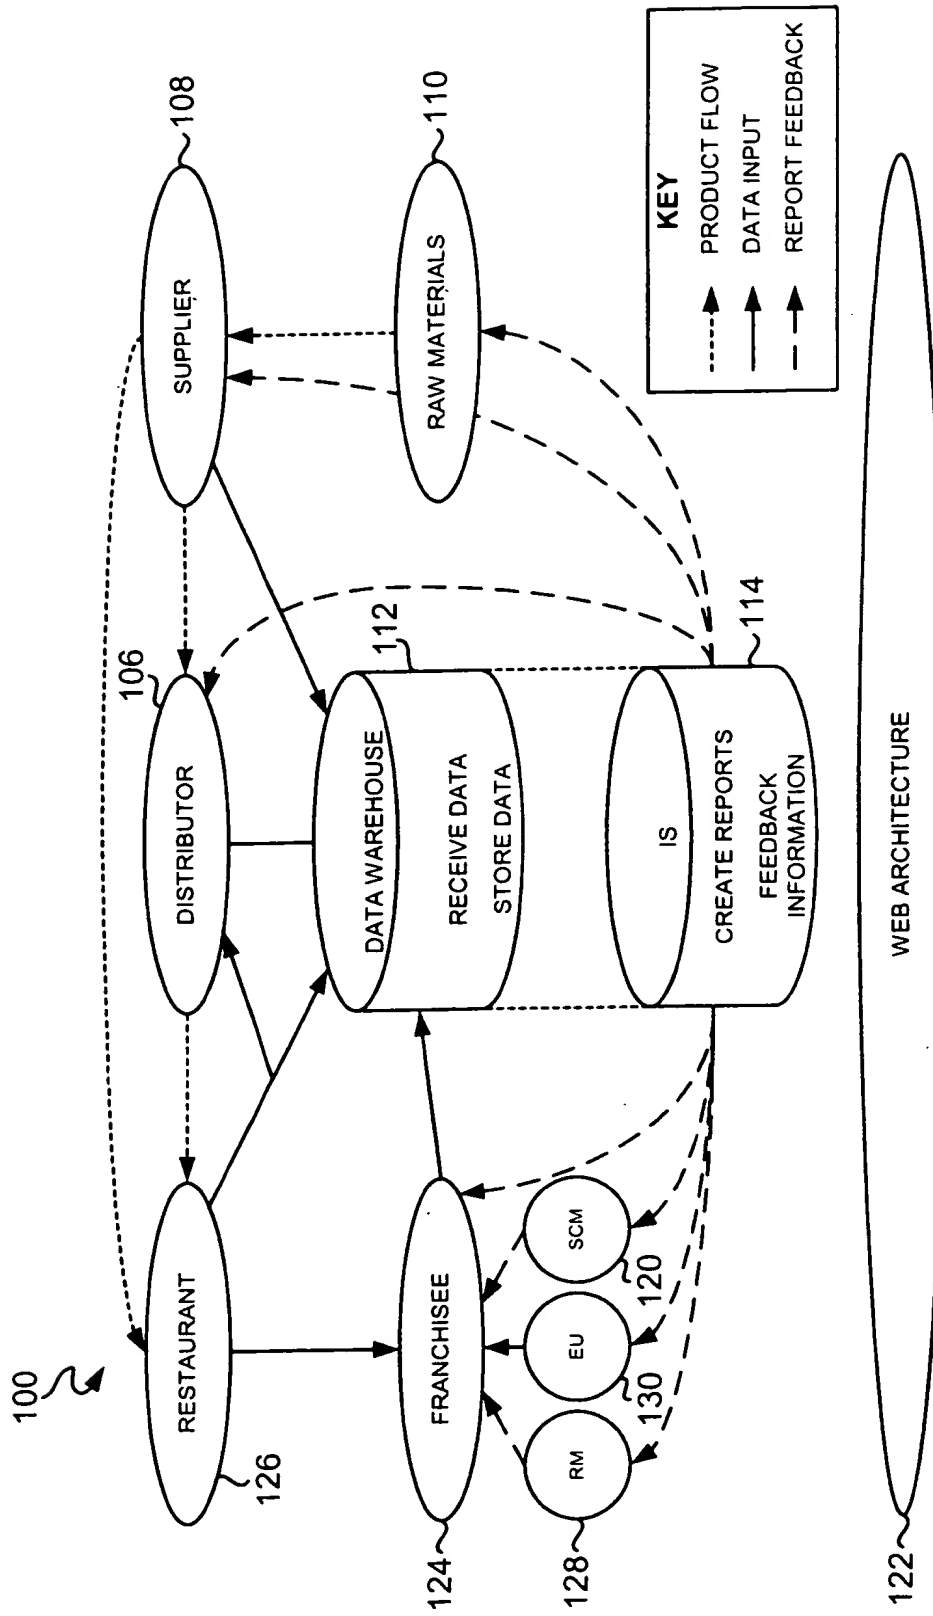 100
RESTAURANT
126
DISTRIBUTOR
106
SUPPLIER
108
FRANCHISEE
124
DATA WAREHOUSE
RECEIVE DATA
STORE DATA
112
RAW MATERIALS
110
RM
128
EU
130
SCM
120
IS
CREATE REPORTS
FEEDBACK
INFORMATION
114
KEY
PRODUCT FLOW
DATA INPUT
REPORT FEEDBACK
WEB ARCHITECTURE
122